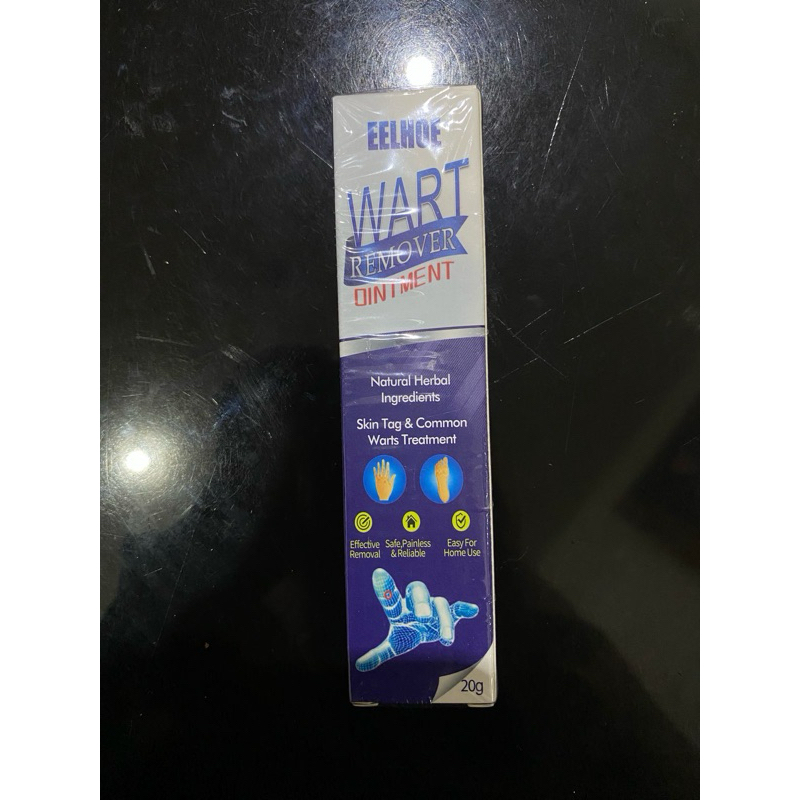 EELHOE
WART
REMOVER
OINTMENT
Natural Herbal
Ingredients
Skin Tag & Common
Warts Treatment
Effective
Removal
Safe,Painless
& Reliable
Easy For
Home Use
20g